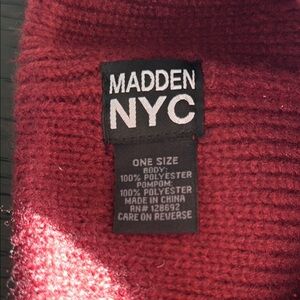 MADDEN
NYC
ONE SIZE
BODY:
100% POLYESTER
POMPOM:
100% POLYESTER
MADE IN CHINA
RN# 128692
CARE ON REVERSE